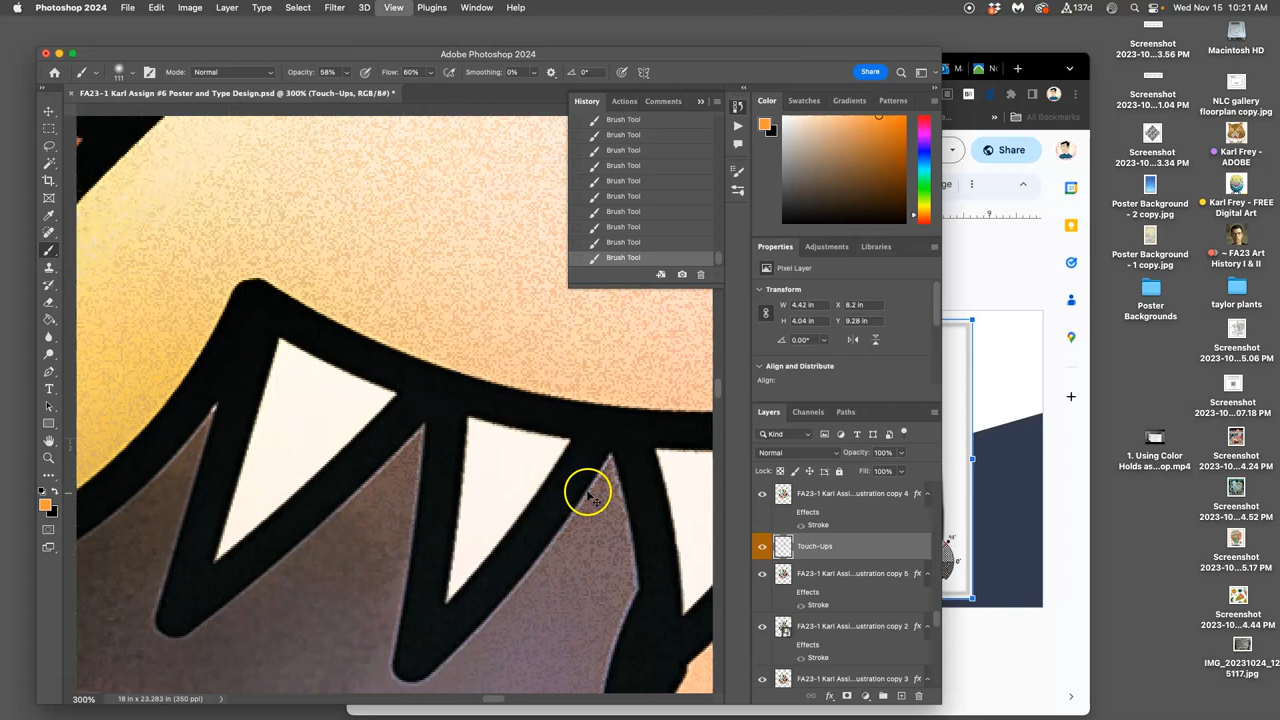 Photoshop 2024 File Edit Image Layer Type Select Filter 3D View Plugins Window Help 137d Wed Nov 15 10:21 AM
Adobe Photoshop 2024
111 Mode: Normal Opacity: 58% Flow: 60% Smoothing: 0% 0° Share
FA23-1 Karl Assign #6 Poster and Type Design.psd @ 300% (Touch-Ups, RGB/8#) *
History Actions Comments
Brush Tool
Brush Tool
Brush Tool
Brush Tool
Brush Tool
Brush Tool
Brush Tool
Brush Tool
Brush Tool
Brush Tool
Color Swatches Gradients Patterns
Properties Adjustments Libraries
Pixel Layer
Transform
W 4.42 in X 8.2 in
H 4.04 in Y 9.28 in
0.00°
Align and Distribute
Align:
Layers Channels Paths
Kind
Normal Opacity: 100%
Lock: Fill: 100%
FA23-1 Karl Assi...ustration copy 4 fx
Effects
Stroke
Touch-Ups
FA23-1 Karl Assi...ustration copy 5 fx
Effects
Stroke
FA23-1 Karl Assi...ustration copy 2 fx
Effects
Stroke
FA23-1 Karl Assi...ustration copy 3 fx
300% 18 in x 23.283 in (350 ppi)
All Bookmarks
Share
9
Screenshot
2023-10...3.56 PM
Macintosh HD
Screenshot
2023-10...1.04 PM
NLC gallery
floorplan copy.jpg
Screenshot
2023-10...3.34 PM
Karl Frey -
ADOBE
Poster Background
- 2 copy.jpg
Karl Frey - FREE
Digital Art
Poster Background
- 1 copy.jpg
~ FA23 Art
History I & II
Poster
Backgrounds
taylor plants
Screenshot
2023-10...5.06 PM
Screenshot
2023-10...07.18 PM
1. Using Color
Holds as...op.mp4
Screenshot
2023-10...4.24 PM
Screenshot
2023-10...4.52 PM
Screenshot
2023-10...5.17 PM
Screenshot
2023-10...4.44 PM
IMG_20231024_12
5117.jpg